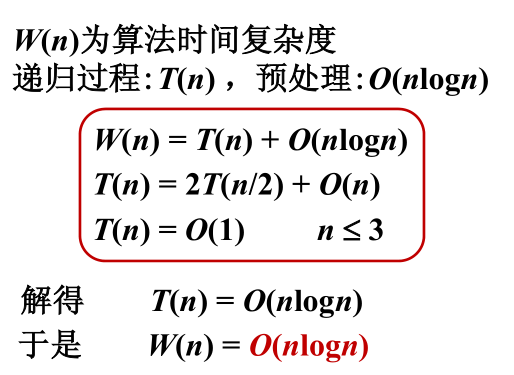 W(n)为算法时间复杂度
递归过程: T(n) ，预处理: O(nlogn)
W(n) = T(n) + O(nlogn)
T(n) = 2T(n/2) + O(n)
T(n) = O(1) n ≤ 3
解得 T(n) = O(nlogn)
于是 W(n) = O(nlogn)